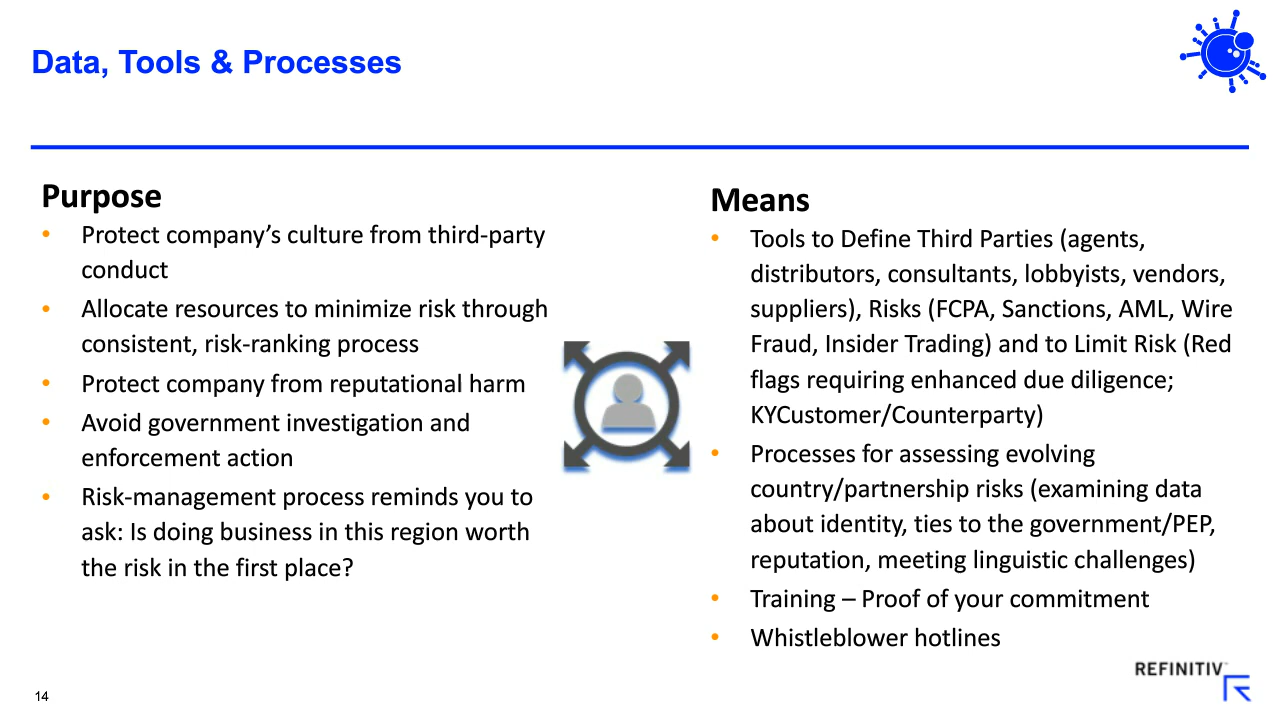 Data, Tools & Processes
Purpose
• Protect company’s culture from third-party
conduct
• Allocate resources to minimize risk through
consistent, risk-ranking process
• Protect company from reputational harm
• Avoid government investigation and
enforcement action
• Risk-management process reminds you to
ask: Is doing business in this region worth
the risk in the first place?
Means
• Tools to Define Third Parties (agents,
distributors, consultants, lobbyists, vendors,
suppliers), Risks (FCPA, Sanctions, AML, Wire
Fraud, Insider Trading) and to Limit Risk (Red
flags requiring enhanced due diligence;
KYCustomer/Counterparty)
• Processes for assessing evolving
country/partnership risks (examining data
about identity, ties to the government/PEP,
reputation, meeting linguistic challenges)
• Training – Proof of your commitment
• Whistleblower hotlines
REFINITIV
14